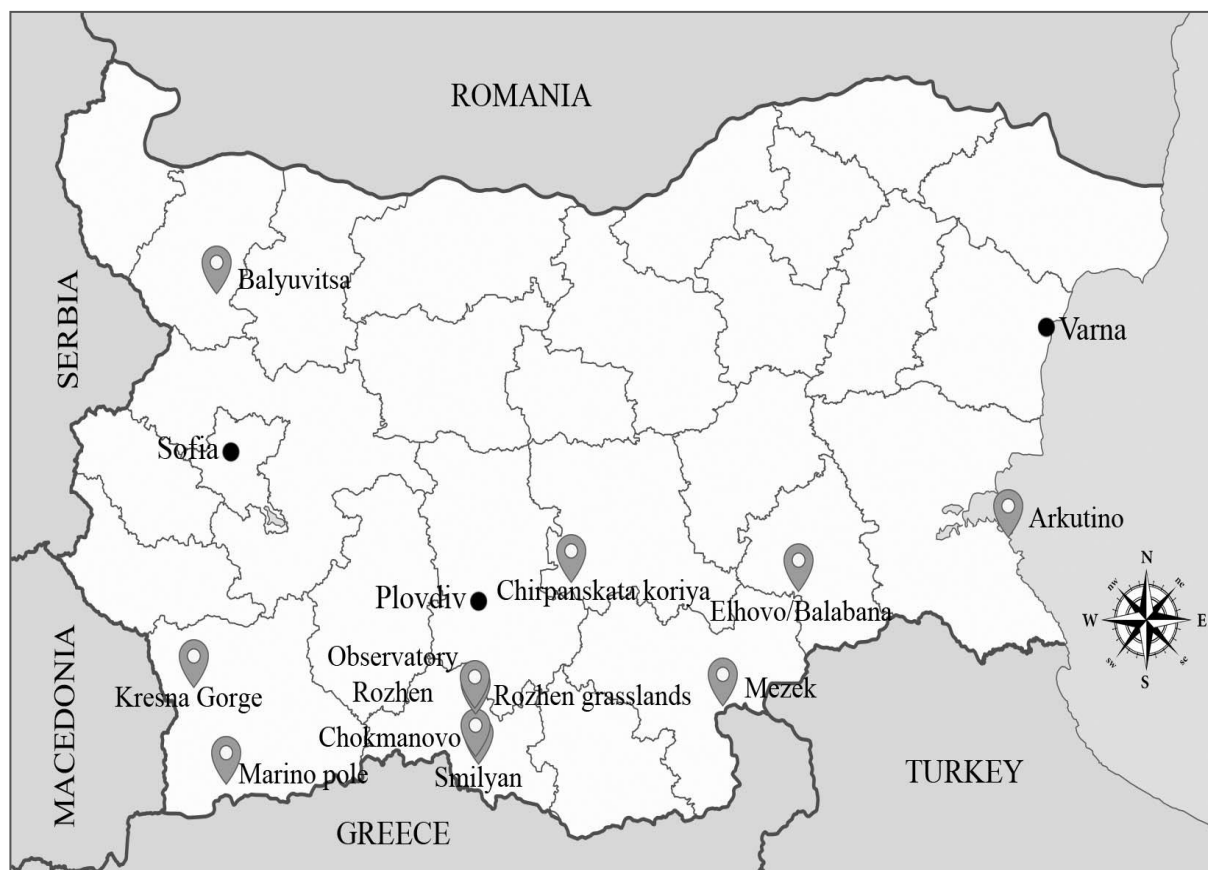 ROMANIA
SERBIA
Balyuvitsa
Varna
Sofia
Arkutino
Plovdiv
Chirpanskata koriya
Elhovo/Balabana
N
nw
ne
W
E
sw
se
S
MACEDONIA
Kresna Gorge
Observatory
Rozhen
Rozhen grasslands
Mezek
Chokmanovo
Smilyan
Marino pole
TURKEY
GREECE